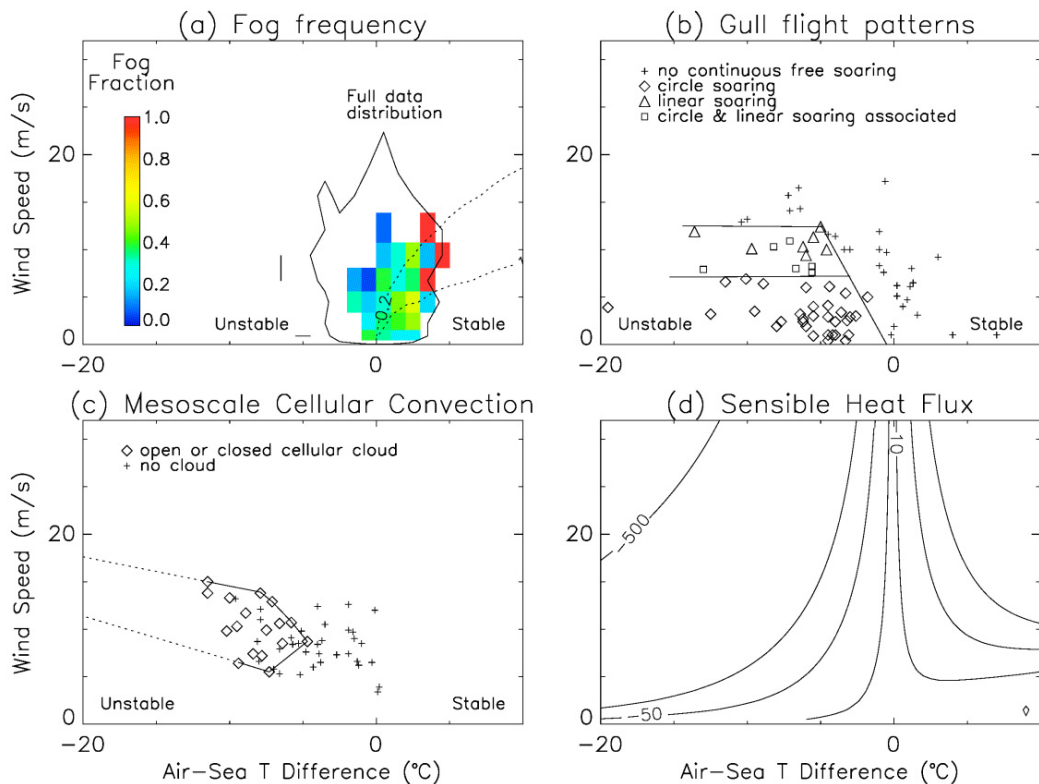 (a) Fog frequency
Wind Speed (m/s)
20
0
Fog
Fraction
1.0
0.8
0.6
0.4
0.2
0.0
Full data
distribution
0.2
Unstable
Stable
-20
0
(b) Gull flight patterns
+ no continuous free soaring
◇ circle soaring
△ linear soaring
□ circle & linear soaring associated
20
0
Unstable
Stable
-20
0
(c) Mesoscale Cellular Convection
Wind Speed (m/s)
◇ open or closed cellular cloud
+ no cloud
20
0
Unstable
Stable
-20
0
Air-Sea T Difference (°C)
(d) Sensible Heat Flux
-10
-500
-50
20
0
-20
0
Air-Sea T Difference (°C)